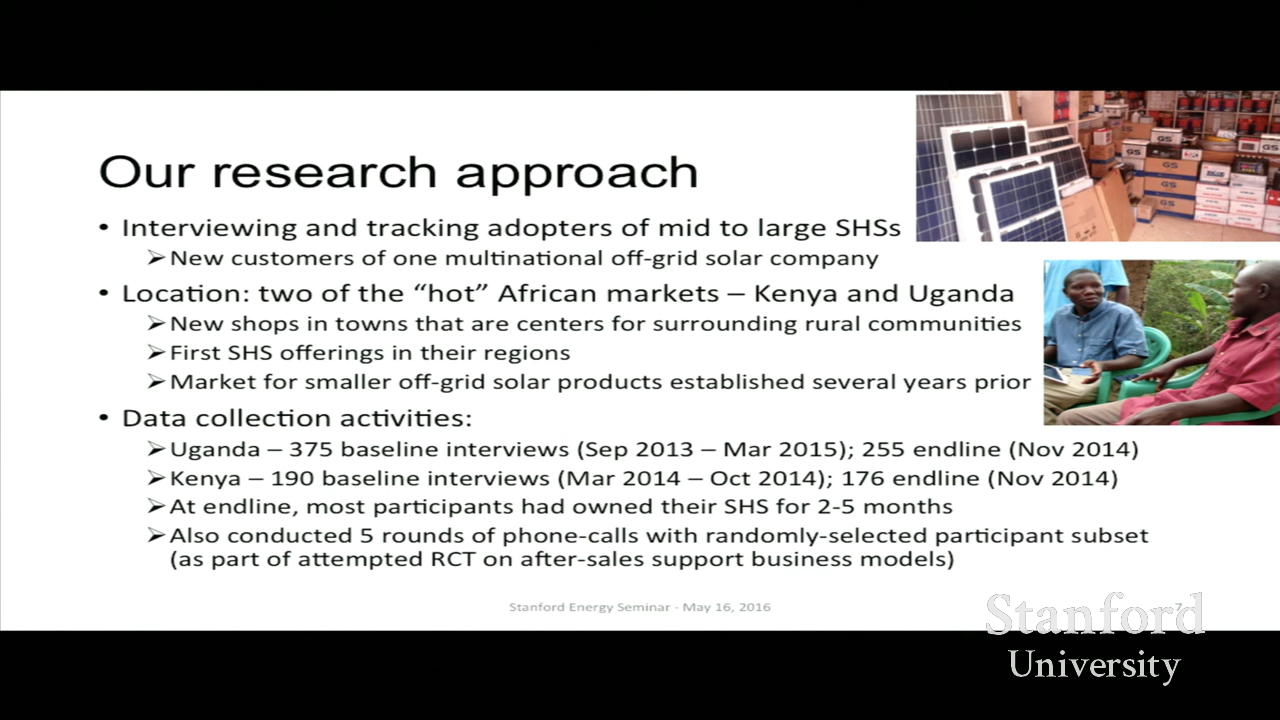 Our research approach
• Interviewing and tracking adopters of mid to large SHSs
➢New customers of one multinational off-grid solar company
• Location: two of the “hot” African markets – Kenya and Uganda
➢New shops in towns that are centers for surrounding rural communities
➢First SHS offerings in their regions
➢Market for smaller off-grid solar products established several years prior
• Data collection activities:
➢Uganda – 375 baseline interviews (Sep 2013 – Mar 2015); 255 endline (Nov 2014)
➢Kenya – 190 baseline interviews (Mar 2014 – Oct 2014); 176 endline (Nov 2014)
➢At endline, most participants had owned their SHS for 2-5 months
➢Also conducted 5 rounds of phone-calls with randomly-selected participant subset
(as part of attempted RCT on after-sales support business models)
Stanford Energy Seminar - May 16, 2016
7
Stanford
University
GS
GS
GS
GS